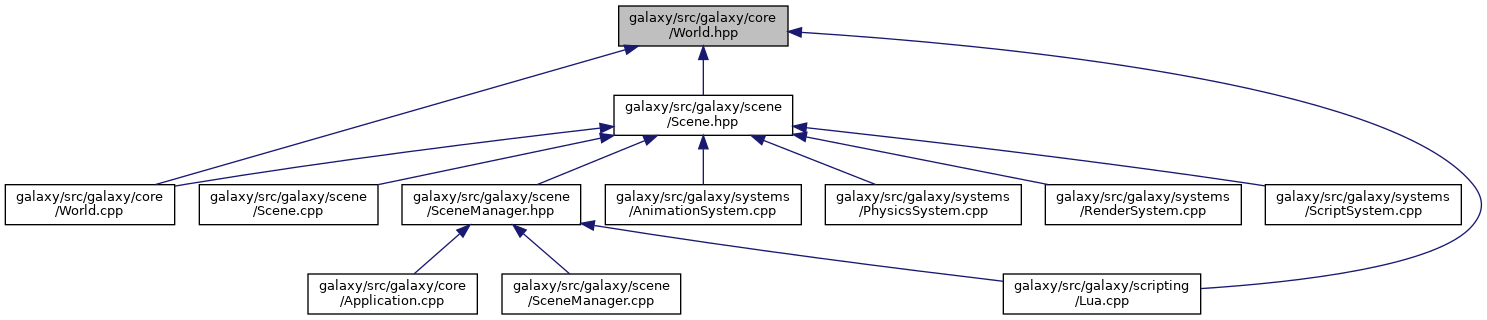 galaxy/src/galaxy/core
/World.hpp
galaxy/src/galaxy/scene
/Scene.hpp
galaxy/src/galaxy/core
/World.cpp
galaxy/src/galaxy/scene
/Scene.cpp
galaxy/src/galaxy/scene
/SceneManager.hpp
galaxy/src/galaxy/systems
/AnimationSystem.cpp
galaxy/src/galaxy/systems
/PhysicsSystem.cpp
galaxy/src/galaxy/systems
/RenderSystem.cpp
galaxy/src/galaxy/systems
/ScriptSystem.cpp
galaxy/src/galaxy/core
/Application.cpp
galaxy/src/galaxy/scene
/SceneManager.cpp
galaxy/src/galaxy/scripting
/Lua.cpp